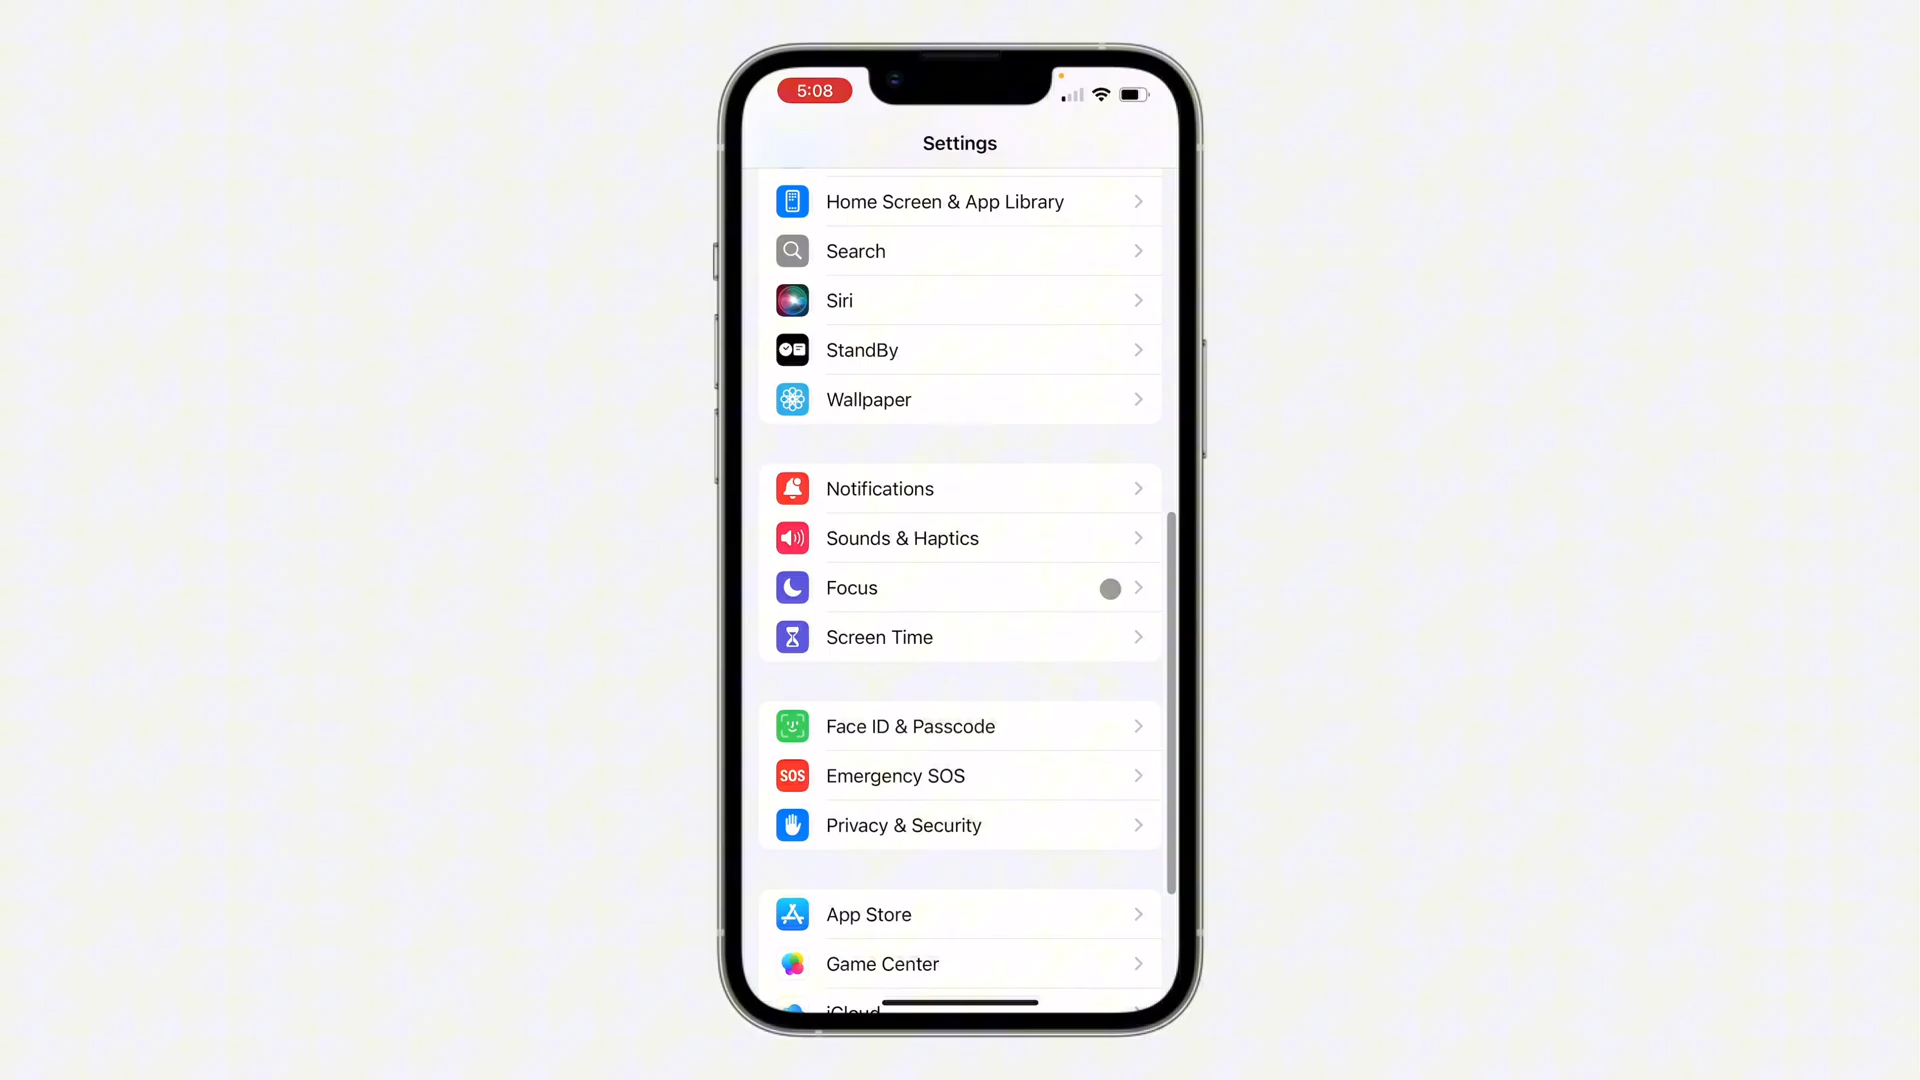 5:08
Settings
Home Screen & App Library
Search
Siri
StandBy
Wallpaper
Notifications
Sounds & Haptics
Focus
Screen Time
Face ID & Passcode
SOS
Emergency SOS
Privacy & Security
App Store
Game Center
iCloud